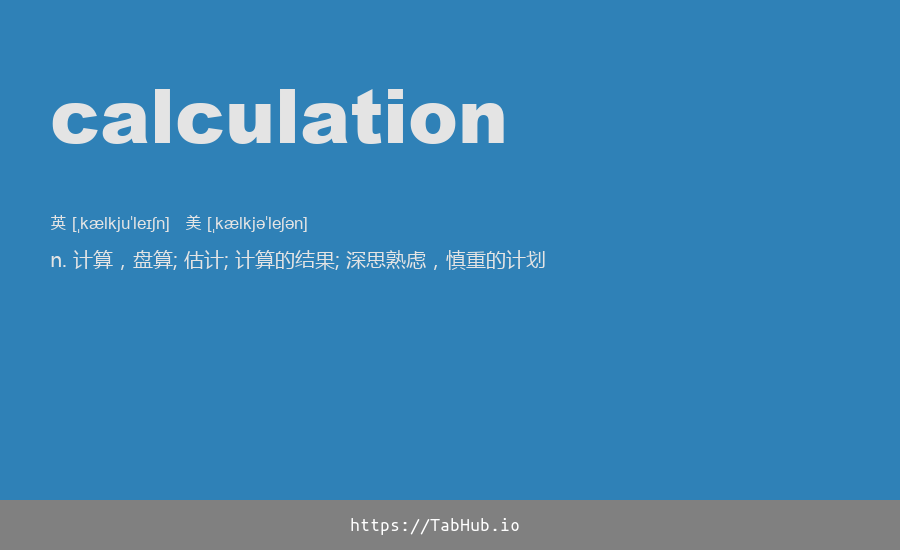 calculation
英 [ˌkælkjuˈleɪʃn] 美 [ˌkælkjəˈleʃən]
n. 计算，盘算; 估计; 计算的结果; 深思熟虑，慎重的计划
https://TabHub.io